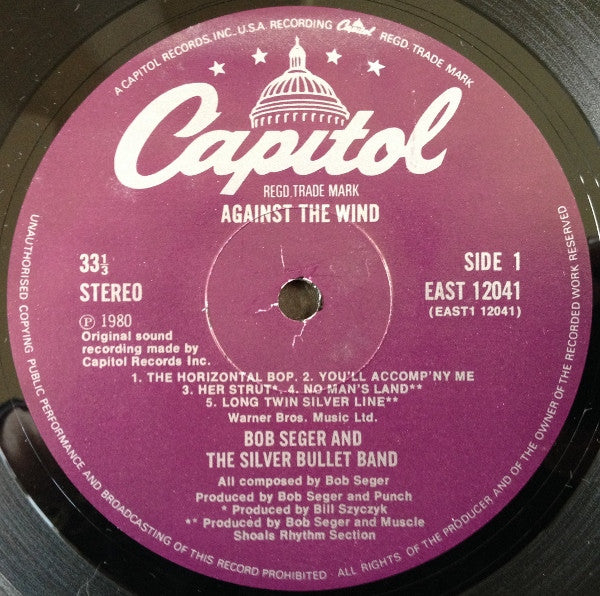 A CAPITOL RECORDS, INC. U.S.A. RECORDING Capitol REGD. TRADE MARK
Capitol
REGD. TRADE MARK
AGAINST THE WIND
33⅓
STEREO
SIDE 1
EAST 12041
(EAST1 12041)
℗ 1980
Original sound
recording made by
Capitol Records Inc.
1. THE HORIZONTAL BOP. 2. YOU'LL ACCOMP'NY ME
3. HER STRUT*. 4. NO MAN'S LAND**
5. LONG TWIN SILVER LINE**
Warner Bros. Music Ltd.
BOB SEGER AND
THE SILVER BULLET BAND
All composed by Bob Seger
Produced by Bob Seger and Punch
* Produced by Bill Szyczyk
** Produced by Bob Seger and Muscle
Shoals Rhythm Section
UNAUTHORISED COPYING PUBLIC PERFORMANCE AND BROADCASTING OF THIS RECORD PROHIBITED ALL RIGHTS OF THE PRODUCER AND OF THE OWNER OF THE RECORDED WORK RESERVED